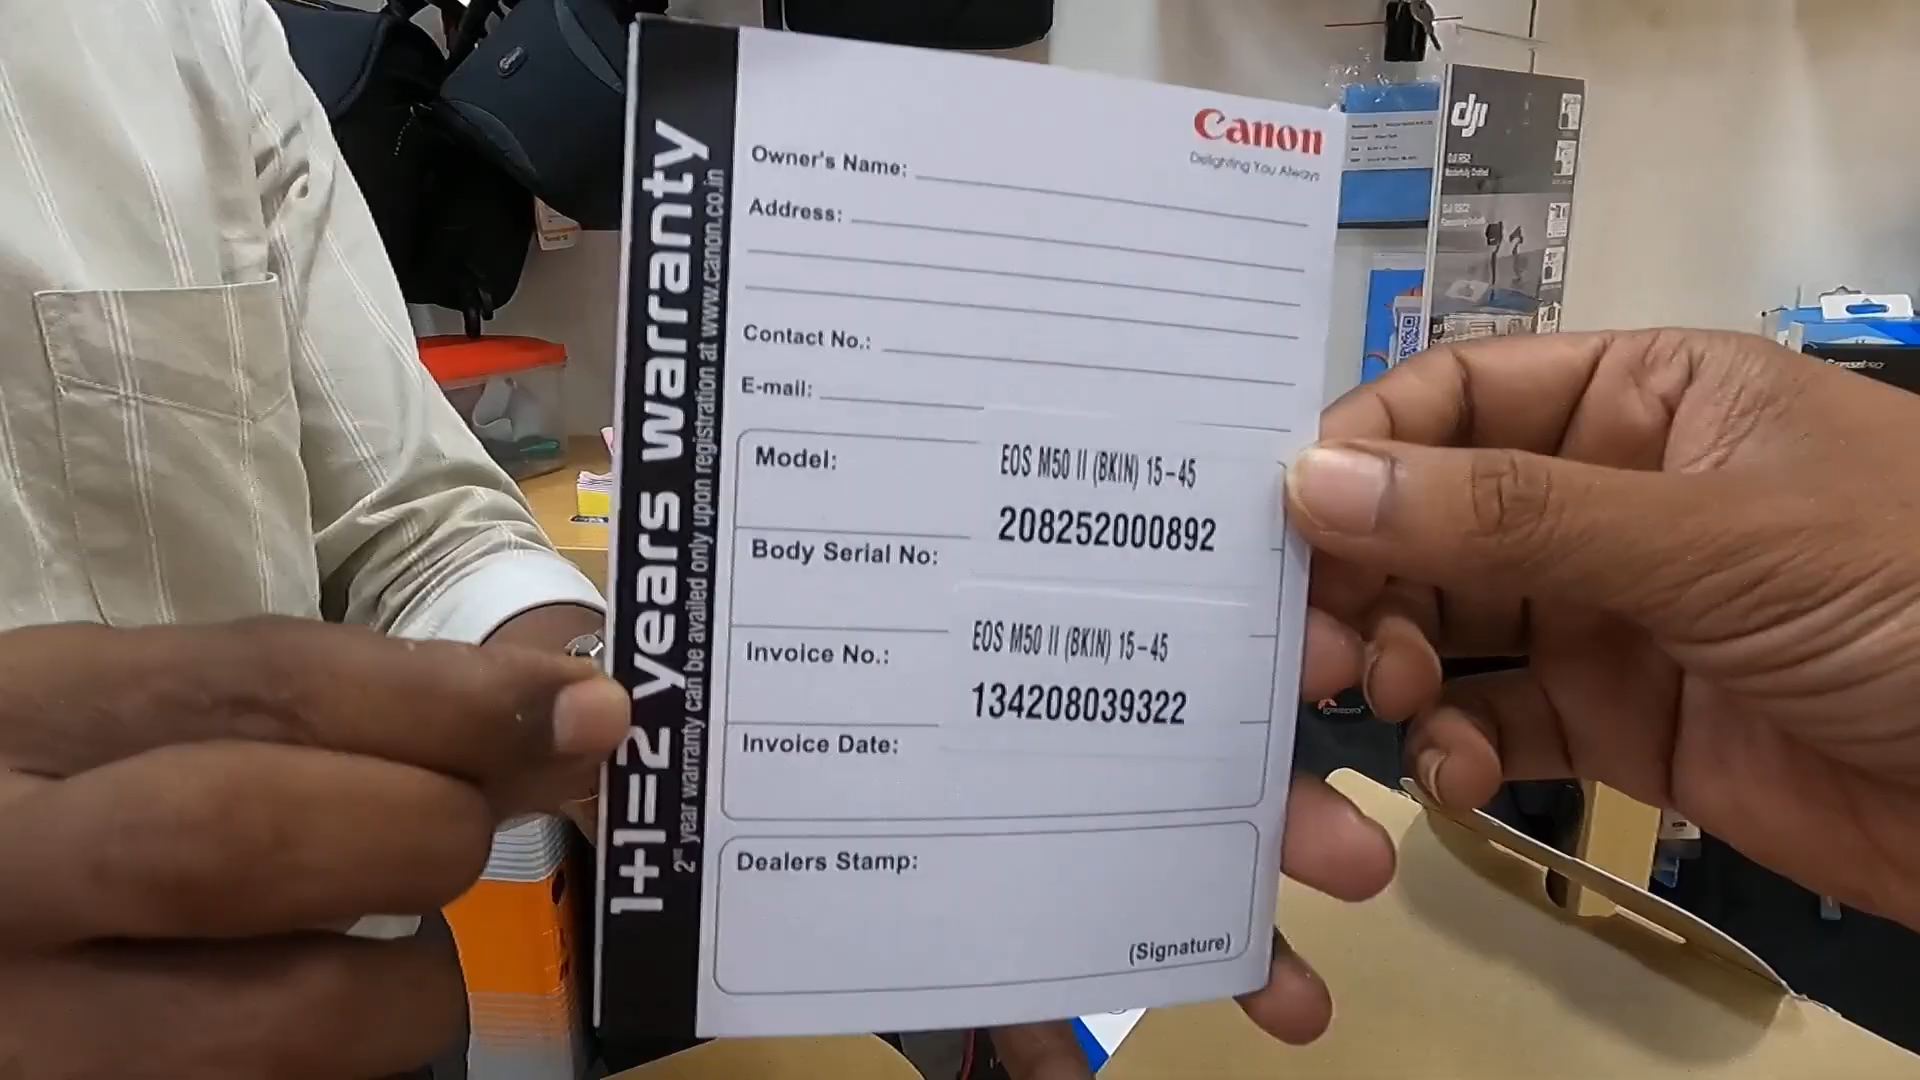 1+1=2 years warranty
2nd year warranty can be availed only upon registration at www.canon.co.in
Canon
Delighting You Always
Owner's Name:
Address:
Contact No.:
E-mail:
Model:
EOS M50 II (BKIN) 15-45
208252000892
Body Serial No:
EOS M50 II (BKIN) 15-45
Invoice No.:
134208039322
Invoice Date:
Dealers Stamp:
(Signature)
dji